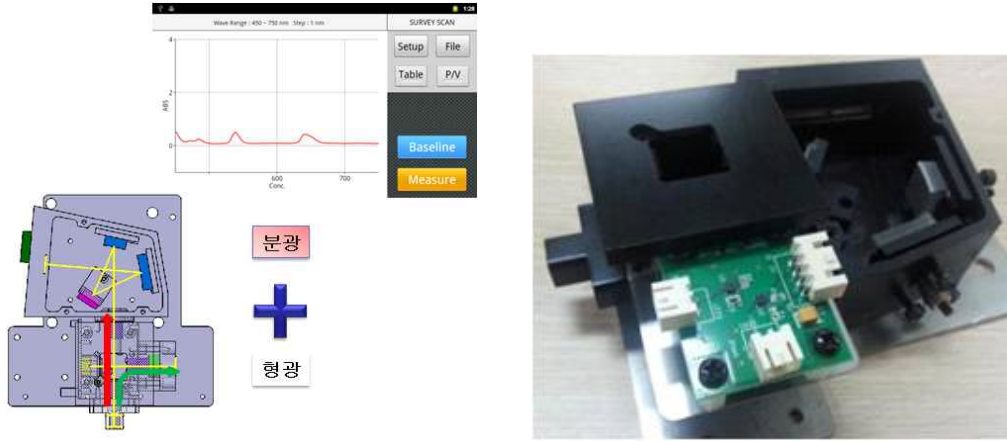 1:28
Wave Range : 450 ~ 750 nm Step : 1 nm
SURVEY SCAN
Setup
File
Table
P/V
Baseline
Measure
4
2
0
ABS
600
700
Conc.
분광
형광